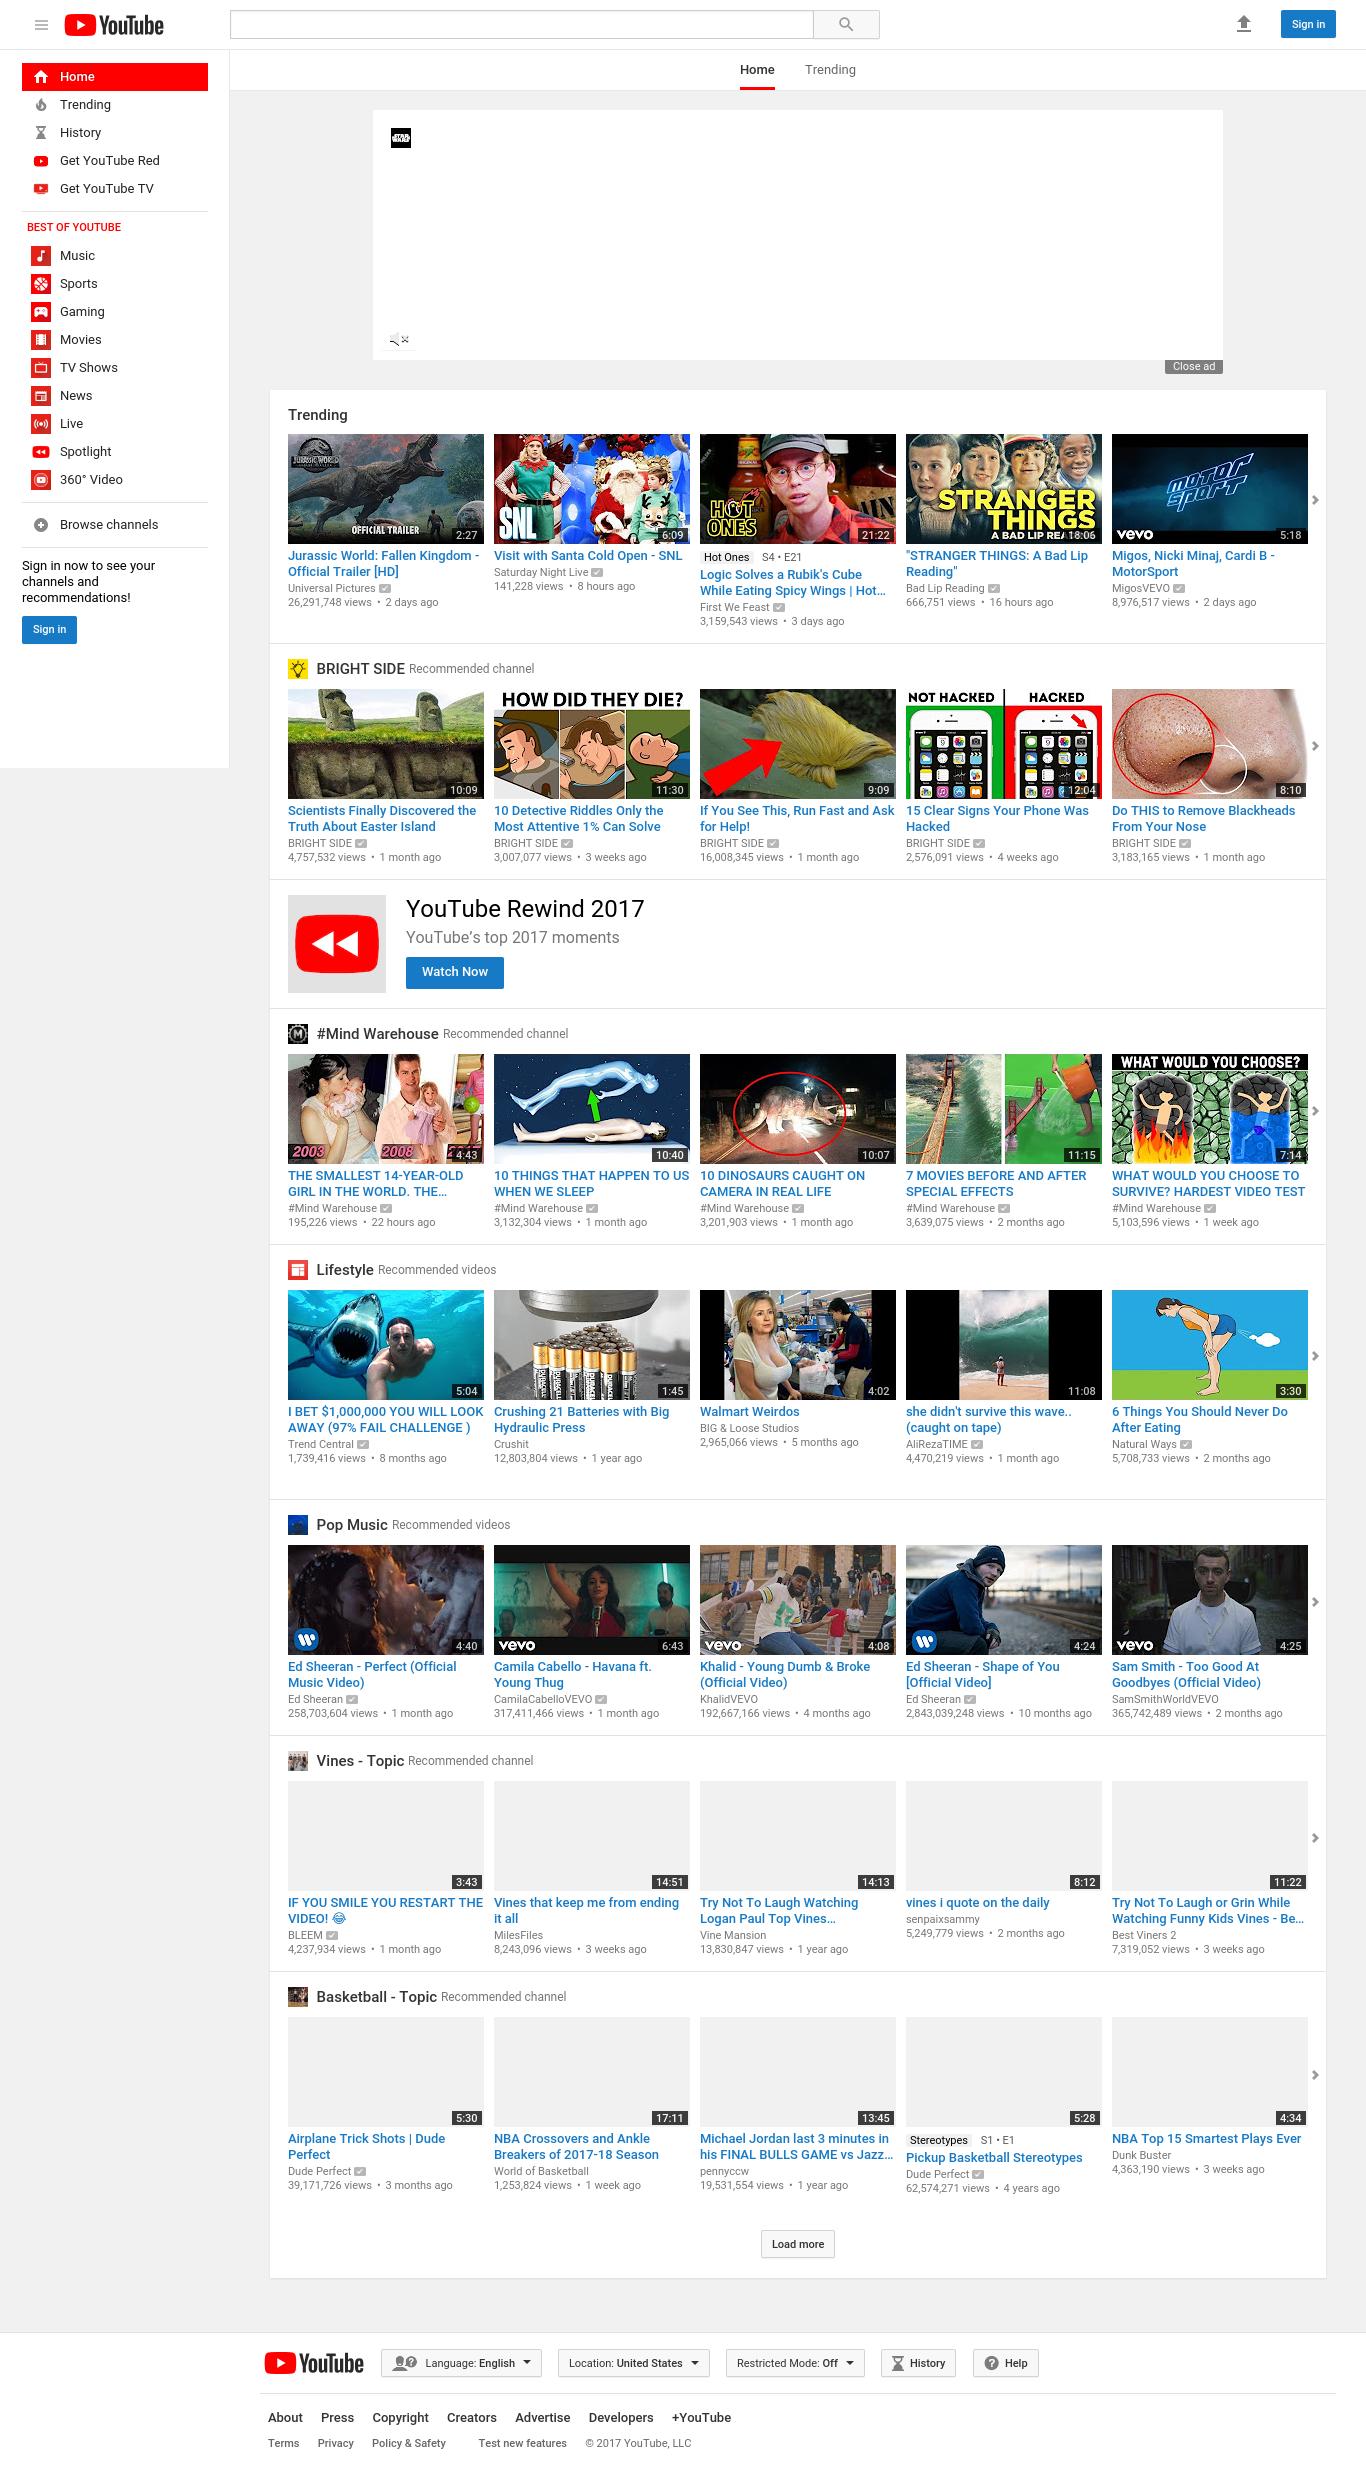 YouTube
Sign in
Home
Trending
History
Get YouTube Red
Get YouTube TV
BEST OF YOUTUBE
Music
Sports
Gaming
Movies
TV Shows
News
Live
Spotlight
360° Video
Browse channels
Sign in now to see your
channels and
recommendations!
Sign in
Home Trending
STAR WARS
Close ad
Trending
JURASSIC WORLD
OFFICIAL TRAILER 2:27
SNL 6:09
HOT ONES 21:22
STRANGER THINGS
A BAD LIP REA 18:06
motor sport
vevo 5:18
Jurassic World: Fallen Kingdom -
Official Trailer [HD]
Universal Pictures
26,291,748 views • 2 days ago
Visit with Santa Cold Open - SNL
Saturday Night Live
141,228 views • 8 hours ago
Hot Ones S4 • E21
Logic Solves a Rubik's Cube
While Eating Spicy Wings | Hot...
First We Feast
3,159,543 views • 3 days ago
"STRANGER THINGS: A Bad Lip
Reading"
Bad Lip Reading
666,751 views • 16 hours ago
Migos, Nicki Minaj, Cardi B -
MotorSport
MigosVEVO
8,976,517 views • 2 days ago
BRIGHT SIDE Recommended channel
10:09
HOW DID THEY DIE?
11:30
9:09
NOT HACKED HACKED
12:04
8:10
Scientists Finally Discovered the
Truth About Easter Island
BRIGHT SIDE
4,757,532 views • 1 month ago
10 Detective Riddles Only the
Most Attentive 1% Can Solve
BRIGHT SIDE
3,007,077 views • 3 weeks ago
If You See This, Run Fast and Ask
for Help!
BRIGHT SIDE
16,008,345 views • 1 month ago
15 Clear Signs Your Phone Was
Hacked
BRIGHT SIDE
2,576,091 views • 4 weeks ago
Do THIS to Remove Blackheads
From Your Nose
BRIGHT SIDE
3,183,165 views • 1 month ago
YouTube Rewind 2017
YouTube's top 2017 moments
Watch Now
#Mind Warehouse Recommended channel
2003 2008 4:43
10:40
10:07
11:15
WHAT WOULD YOU CHOOSE?
7:14
THE SMALLEST 14-YEAR-OLD
GIRL IN THE WORLD. THE...
#Mind Warehouse
195,226 views • 22 hours ago
10 THINGS THAT HAPPEN TO US
WHEN WE SLEEP
#Mind Warehouse
3,132,304 views • 1 month ago
10 DINOSAURS CAUGHT ON
CAMERA IN REAL LIFE
#Mind Warehouse
3,201,903 views • 1 month ago
7 MOVIES BEFORE AND AFTER
SPECIAL EFFECTS
#Mind Warehouse
3,639,075 views • 2 months ago
WHAT WOULD YOU CHOOSE TO
SURVIVE? HARDEST VIDEO TEST
#Mind Warehouse
5,103,596 views • 1 week ago
Lifestyle Recommended videos
5:04
1:45
4:02
11:08
3:30
I BET $1,000,000 YOU WILL LOOK
AWAY (97% FAIL CHALLENGE )
Trend Central
1,739,416 views • 8 months ago
Crushing 21 Batteries with Big
Hydraulic Press
Crushit
12,803,804 views • 1 year ago
Walmart Weirdos
BIG & Loose Studios
2,965,066 views • 5 months ago
she didn't survive this wave..
(caught on tape)
AliRezaTIME
4,470,219 views • 1 month ago
6 Things You Should Never Do
After Eating
Natural Ways
5,708,733 views • 2 months ago
Pop Music Recommended videos
4:40
vevo 6:43
vevo 4:08
4:24
vevo 4:25
Ed Sheeran - Perfect (Official
Music Video)
Ed Sheeran
258,703,604 views • 1 month ago
Camila Cabello - Havana ft.
Young Thug
CamilaCabelloVEVO
317,411,466 views • 1 month ago
Khalid - Young Dumb & Broke
(Official Video)
KhalidVEVO
192,667,166 views • 4 months ago
Ed Sheeran - Shape of You
[Official Video]
Ed Sheeran
2,843,039,248 views • 10 months ago
Sam Smith - Too Good At
Goodbyes (Official Video)
SamSmithWorldVEVO
365,742,489 views • 2 months ago
Vines - Topic Recommended channel
3:43
14:51
14:13
8:12
11:22
IF YOU SMILE YOU RESTART THE
VIDEO! 😂
BLEEM
4,237,934 views • 1 month ago
Vines that keep me from ending
it all
MilesFiles
8,243,096 views • 3 weeks ago
Try Not To Laugh Watching
Logan Paul Top Vines...
Vine Mansion
13,830,847 views • 1 year ago
vines i quote on the daily
senpaixsammy
5,249,779 views • 2 months ago
Try Not To Laugh or Grin While
Watching Funny Kids Vines - Be...
Best Viners 2
7,319,052 views • 3 weeks ago
Basketball - Topic Recommended channel
5:30
17:11
13:45
5:28
4:34
Airplane Trick Shots | Dude
Perfect
Dude Perfect
39,171,726 views • 3 months ago
NBA Crossovers and Ankle
Breakers of 2017-18 Season
World of Basketball
1,253,824 views • 1 week ago
Michael Jordan last 3 minutes in
his FINAL BULLS GAME vs Jazz...
pennyccw
19,531,554 views • 1 year ago
Stereotypes S1 • E1
Pickup Basketball Stereotypes
Dude Perfect
62,574,271 views • 4 years ago
NBA Top 15 Smartest Plays Ever
Dunk Buster
4,363,190 views • 3 weeks ago
Load more
YouTube Language: English Location: United States Restricted Mode: Off History Help
About Press Copyright Creators Advertise Developers +YouTube
Terms Privacy Policy & Safety Test new features © 2017 YouTube, LLC